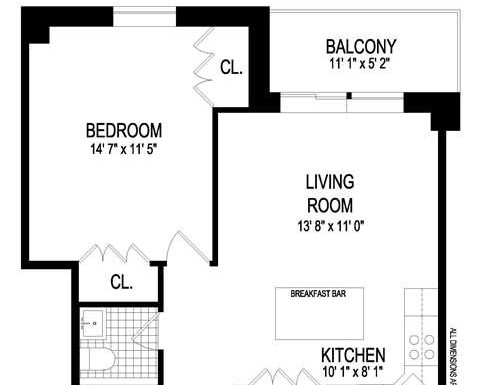 BALCONY
11' 1" x 5' 2"
CL.
BEDROOM
14' 7" x 11' 5"
LIVING
ROOM
13' 8" x 11' 0"
CL.
BREAKFAST BAR
KITCHEN
10' 1" x 8' 1"
ALL DIMENSIONS